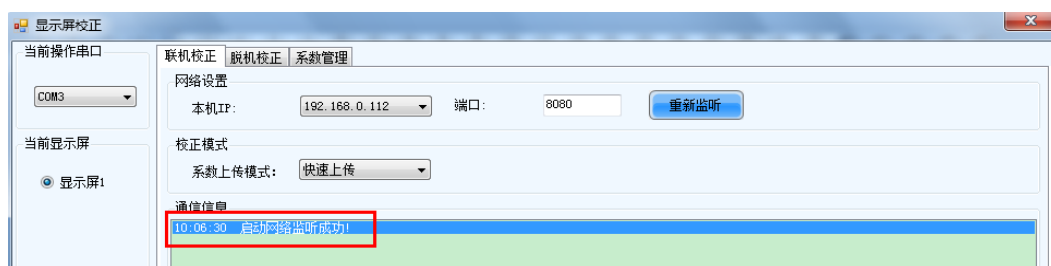 显示屏校正
当前操作串口
COM3
当前显示屏
显示屏1
联机校正 脱机校正 系数管理
网络设置
本机IP: 192.168.0.112 端口: 8080 重新监听
校正模式
系数上传模式: 快速上传
通信信息
10:06:30 启动网络监听成功!